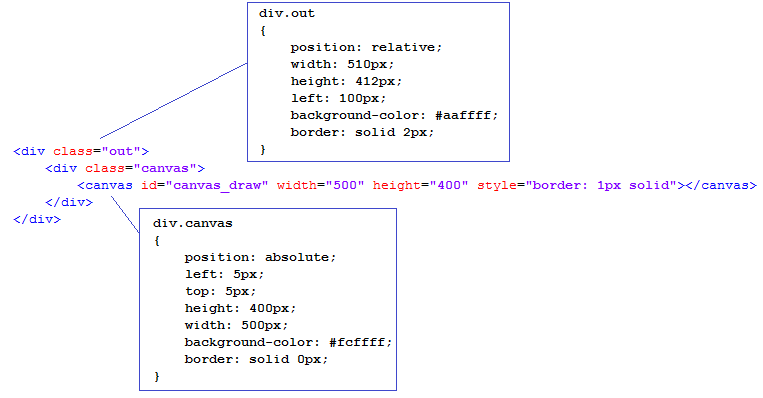 div.out
{
position: relative;
width: 510px;
height: 412px;
left: 100px;
background-color: #aaffff;
border: solid 2px;
}
<div class="out">
<div class="canvas">
<canvas id="canvas_draw" width="500" height="400" style="border: 1px solid"></canvas>
</div>
</div>
div.canvas
{
position: absolute;
left: 5px;
top: 5px;
height: 400px;
width: 500px;
background-color: #fcffff;
border: solid 0px;
}